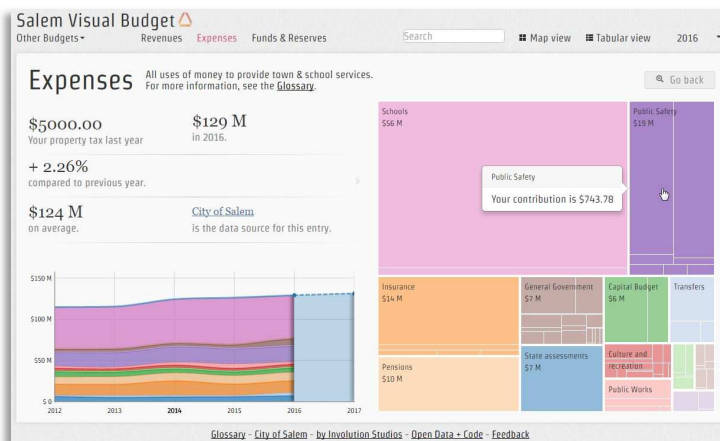 Salem Visual Budget
Other Budgets
Revenues
Expenses
Funds & Reserves
Search
Map view
Tabular view
2016
Expenses
All uses of money to provide town & school services.
For more information, see the Glossary.
Go back
$5000.00
Your property tax last year
$129 M
in 2016.
+ 2.26%
compared to previous year.
$124 M
on average.
City of Salem
is the data source for this entry.
$150 M
$100 M
$50 M
$0
2012
2013
2014
2015
2016
2017
Schools
$56 M
Public Safety
$19 M
Public Safety
Your contribution is $743.78
Insurance
$14 M
General Government
$7 M
Capital Budget
$6 M
Transfers
Pensions
$10 M
State assessments
$7 M
Culture and
recreation
Public Works
Glossary - City of Salem - by Involution Studios - Open Data + Code - Feedback